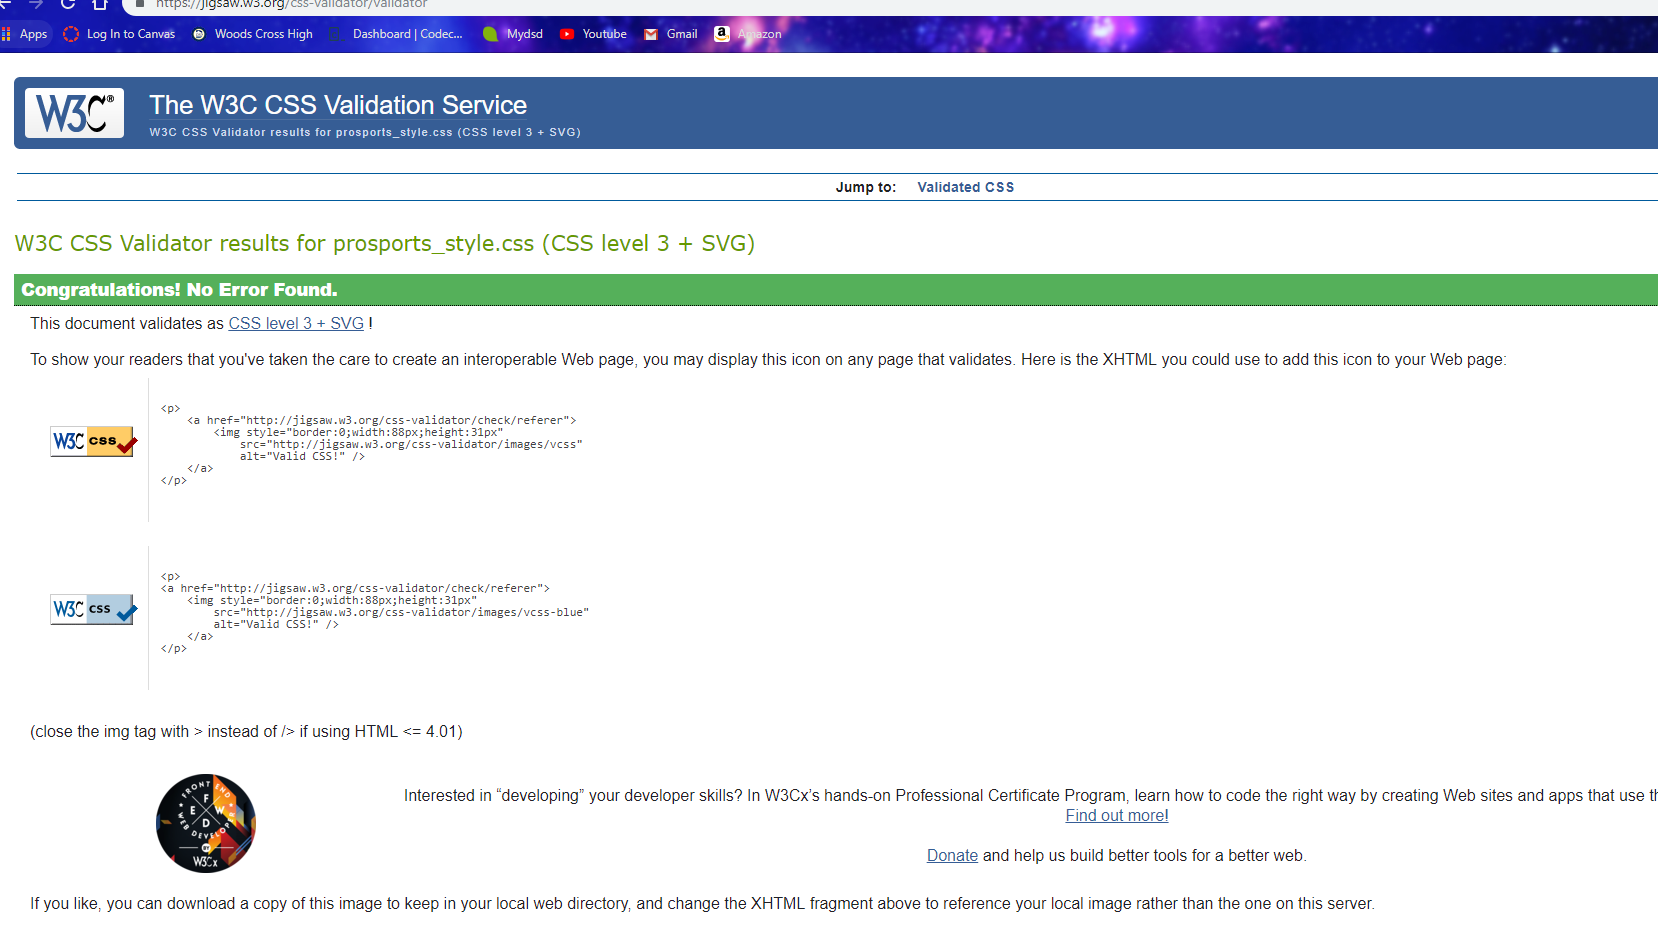 https://jigsaw.w3.org/css-validator/validator
Apps Log In to Canvas Woods Cross High Dashboard | Codec... Mydsd Youtube Gmail Amazon
W3C® The W3C CSS Validation Service
W3C CSS Validator results for prosports_style.css (CSS level 3 + SVG)
Jump to: Validated CSS
W3C CSS Validator results for prosports_style.css (CSS level 3 + SVG)
Congratulations! No Error Found.
This document validates as CSS level 3 + SVG !
To show your readers that you've taken the care to create an interoperable Web page, you may display this icon on any page that validates. Here is the XHTML you could use to add this icon to your Web page:
W3C css
<p>
<a href="http://jigsaw.w3.org/css-validator/check/referer">
<img style="border:0;width:88px;height:31px"
src="http://jigsaw.w3.org/css-validator/images/vcss"
alt="Valid CSS!" />
</a>
</p>
W3C css
<p>
<a href="http://jigsaw.w3.org/css-validator/check/referer">
<img style="border:0;width:88px;height:31px"
src="http://jigsaw.w3.org/css-validator/images/vcss-blue"
alt="Valid CSS!" />
</a>
</p>
(close the img tag with > instead of /> if using HTML <= 4.01)
FRONT END
F E W D
WEB DEVELOPER
BY
W3Cx
Interested in “developing” your developer skills? In W3Cx’s hands-on Professional Certificate Program, learn how to code the right way by creating Web sites and apps that use th
Find out more!
Donate and help us build better tools for a better web.
If you like, you can download a copy of this image to keep in your local web directory, and change the XHTML fragment above to reference your local image rather than the one on this server.